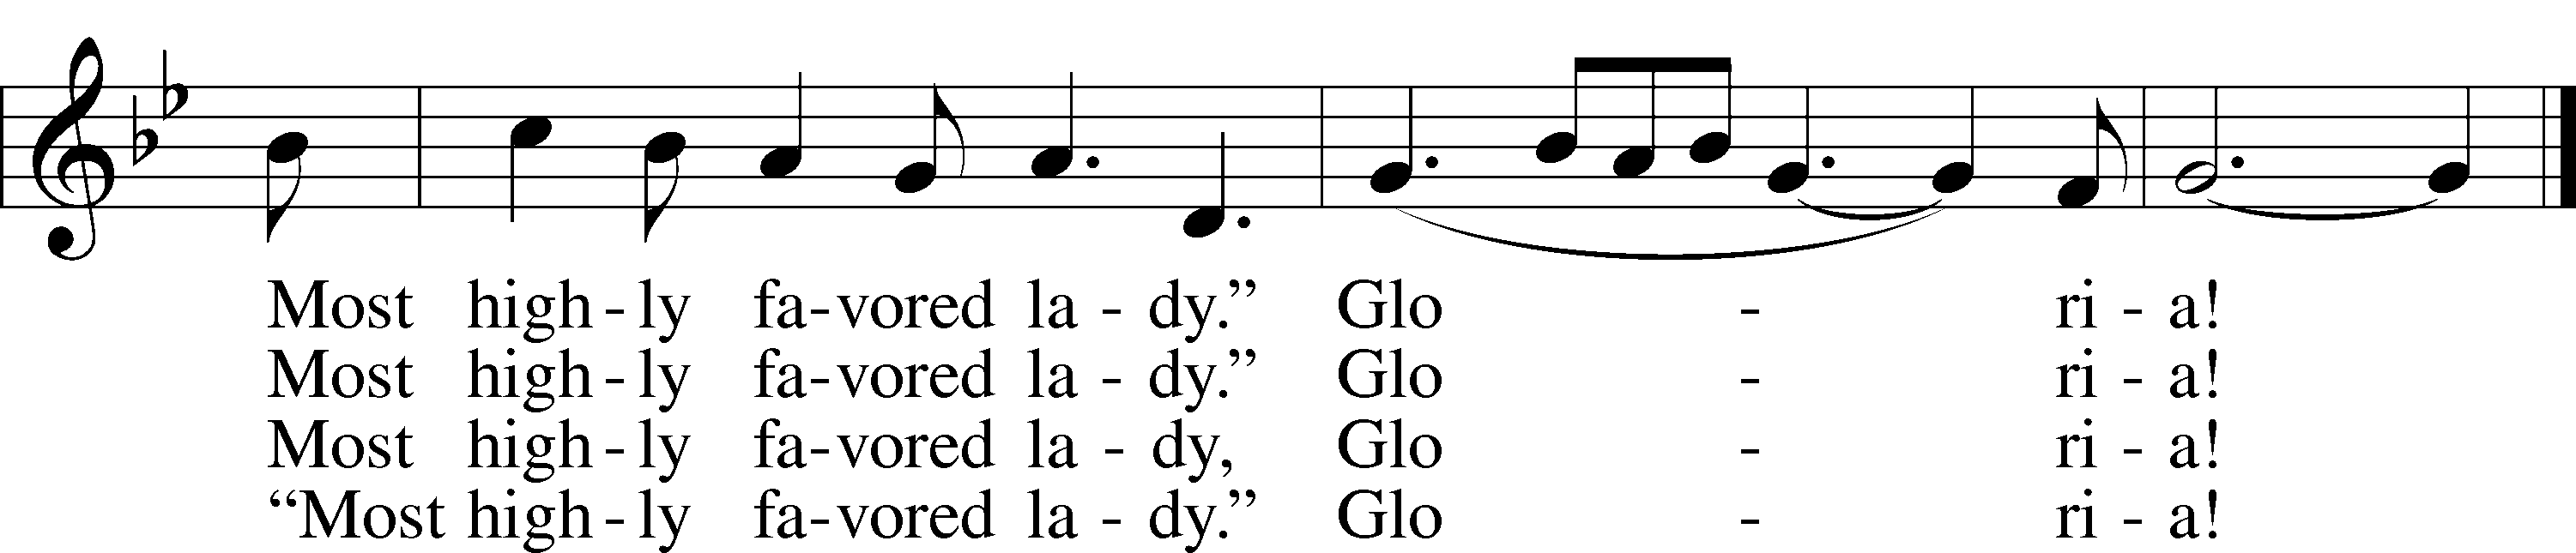 Most high - ly fa - vored la - dy.” Glo - ri - a!
Most high - ly fa - vored la - dy.” Glo - ri - a!
Most high - ly fa - vored la - dy, Glo - ri - a!
“Most high - ly fa - vored la - dy.” Glo - ri - a!